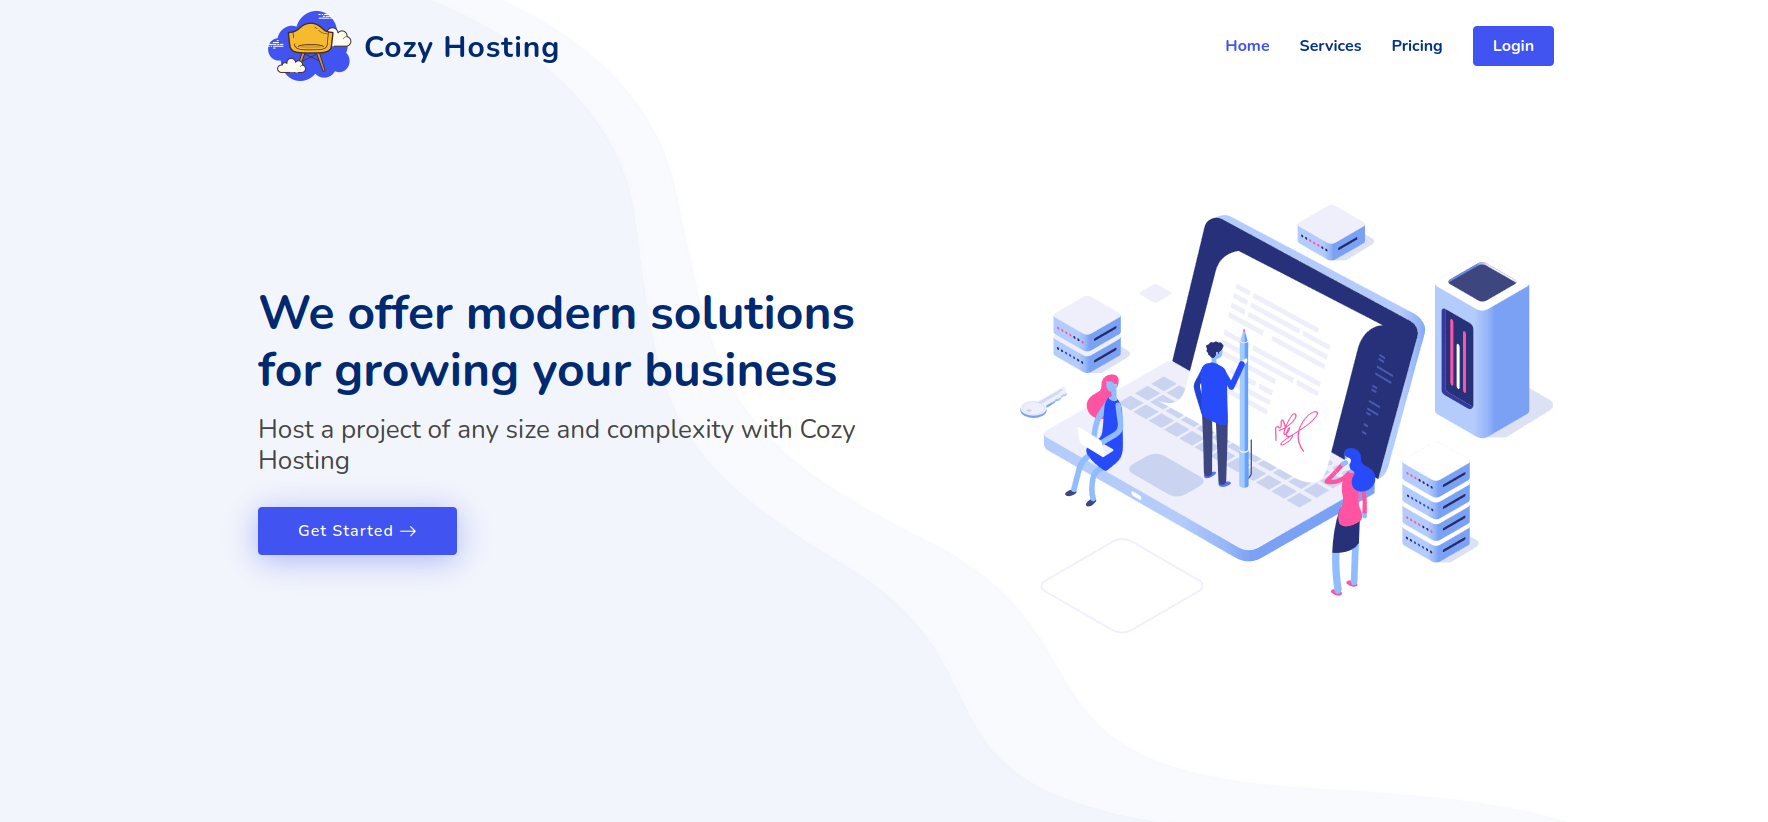 Cozy Hosting
Home
Services
Pricing
Login
We offer modern solutions
for growing your business
Host a project of any size and complexity with Cozy
Hosting
Get Started →